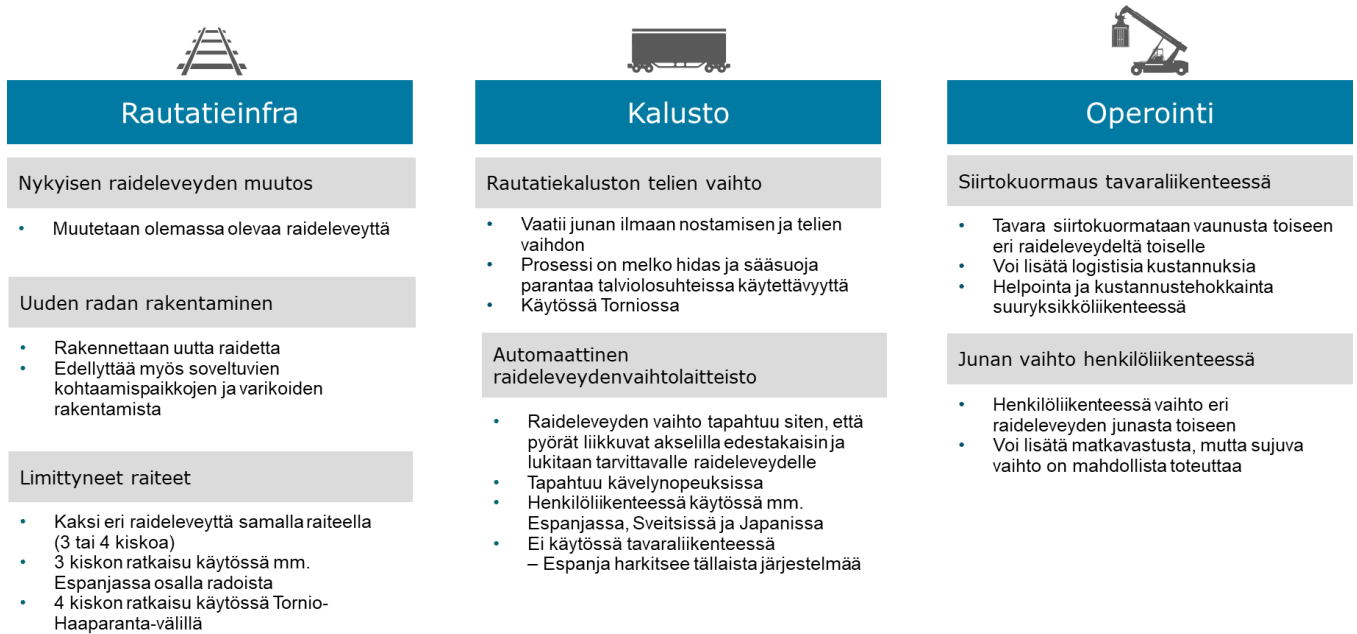 Rautatieinfra
Nykyisen raideleveyden muutos
• Muutetaan olemassa olevaa raideleveyttä
Uuden radan rakentaminen
• Rakennetaan uutta raidetta
• Edellyttää myös soveltuvien
kohtaamispaikkojen ja varikoiden
rakentamista
Limittyneet raiteet
• Kaksi eri raideleveyttä samalla raiteella
(3 tai 4 kiskoa)
• 3 kiskon ratkaisu käytössä mm.
Espanjassa osalla radoista
• 4 kiskon ratkaisu käytössä Tornio-
Haaparanta-välillä
Kalusto
Rautatiekaluston telien vaihto
• Vaatii junan ilmaan nostamisen ja telien
vaihdon
• Prosessi on melko hidas ja sääsuoja
parantaa talviolosuhteissa käytettävyyttä
• Käytössä Torniossa
Automaattinen
raideleveydenvaihtolaitteisto
• Raideleveyden vaihto tapahtuu siten, että
pyörät liikkuvat akselilla edestakaisin ja
lukitaan tarvittavalle raideleveydelle
• Tapahtuu kävelynopeuksissa
• Henkilöliikenteessä käytössä mm.
Espanjassa, Sveitsissä ja Japanissa
• Ei käytössä tavaraliikenteessä
– Espanja harkitsee tällaista järjestelmää
Operointi
Siirtokuormaus tavaraliikenteessä
• Tavara siirtokuormataan vaunusta toiseen
eri raideleveydeltä toiselle
• Voi lisätä logistisia kustannuksia
• Helpointa ja kustannustehokkainta
suuryksikköliikenteessä
Junan vaihto henkilöliikenteessä
• Henkilöliikenteessä vaihto eri
raideleveyden junasta toiseen
• Voi lisätä matkavastusta, mutta sujuva
vaihto on mahdollista toteuttaa